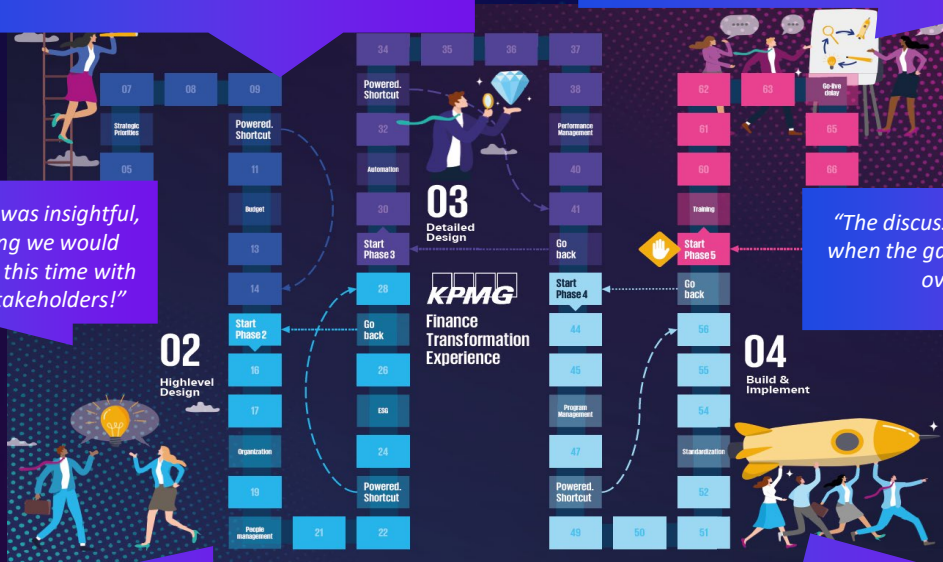 34
35
36
37
07
08
09
Powered.
Shortcut
38
62
63
Go-live
delay
Strategic
Priorities
Powered.
Shortcut
32
Performance
Management
61
65
05
11
Automation
40
60
66
Budget
30
41
Training
03
Detailed
Design
13
Start
Phase 3
Go
back
Start
Phase 5
14
28
KPMG
Finance
Transformation
Experience
Start
Phase 4
Go
back
was insightful,
ng we would
this time with
takeholders!”
“The discuss
when the ga
ov
02
Highlevel
Design
Start
Phase 2
Go
back
44
56
16
26
45
55
04
Build &
Implement
17
ESG
Program
Management
54
Organization
24
47
Standardization
19
Powered.
Shortcut
Powered.
Shortcut
52
People
management
21
22
49
50
51